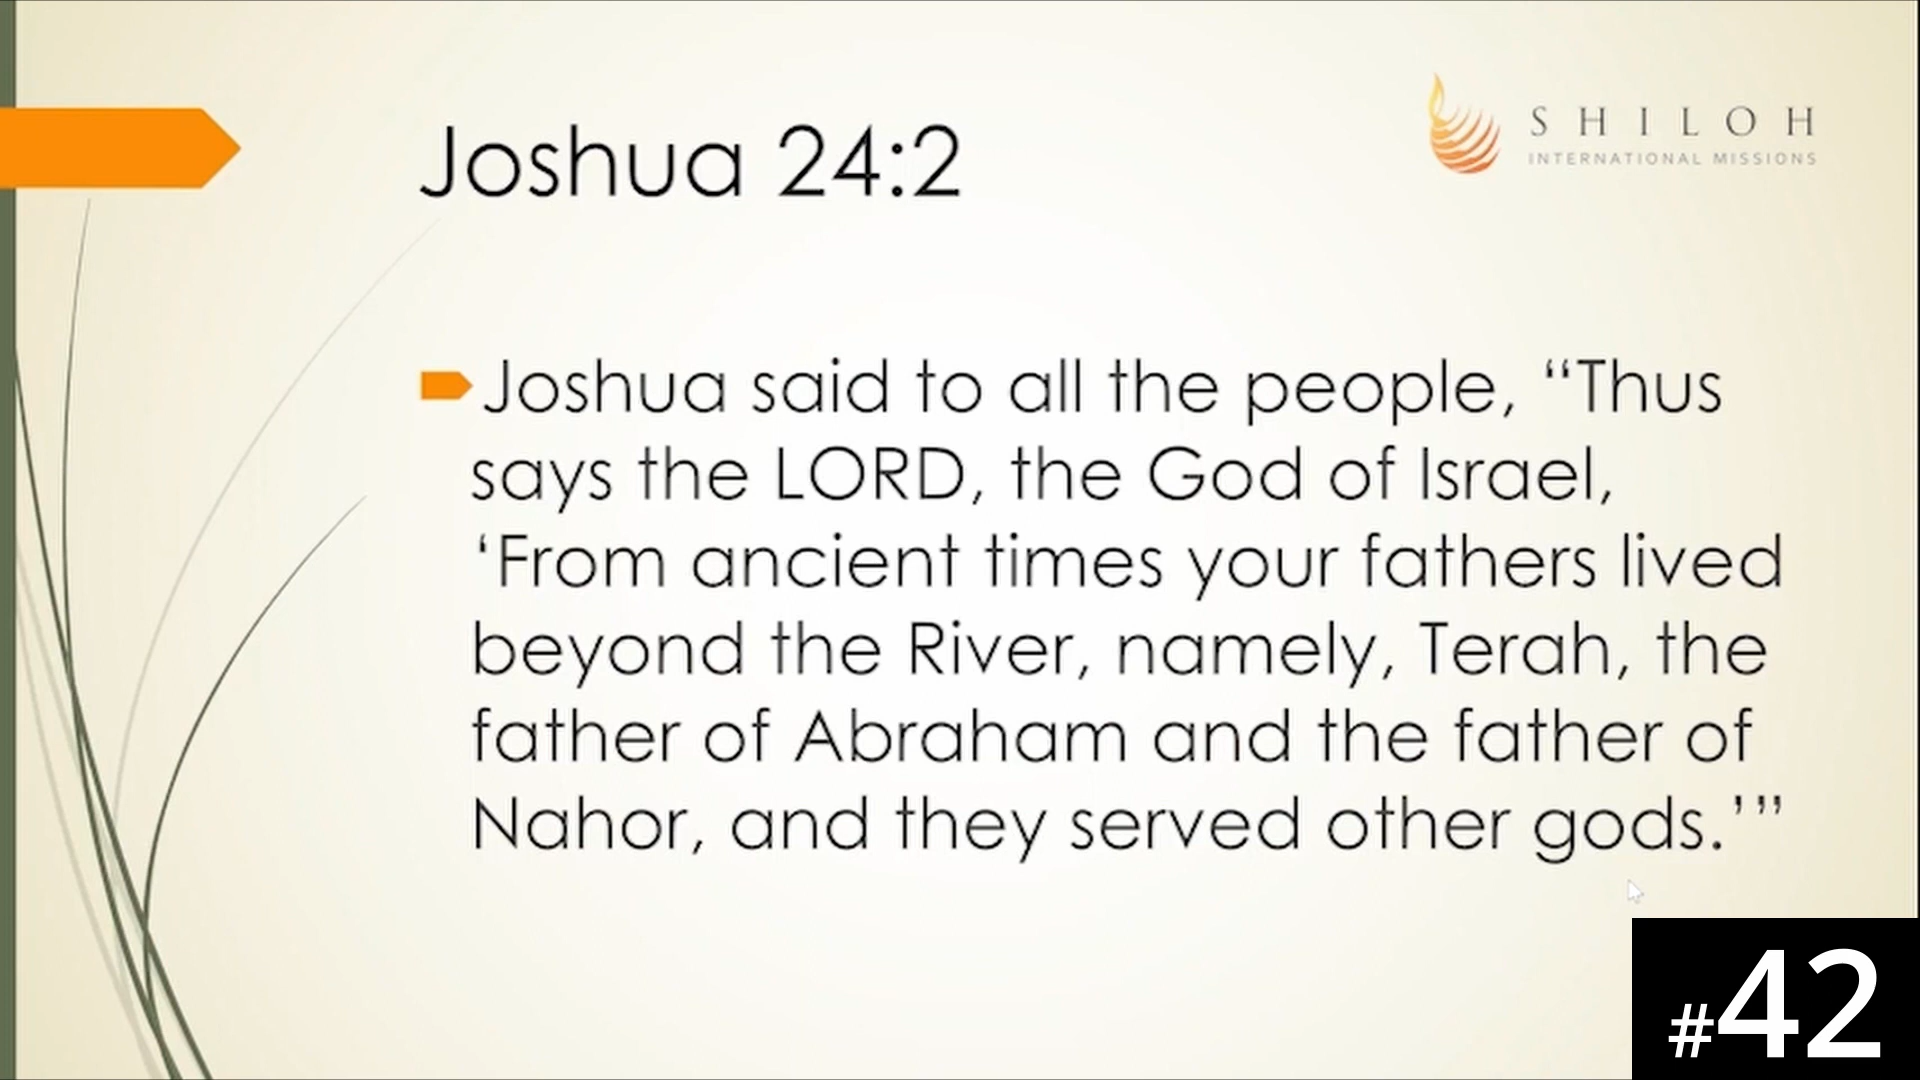 Joshua 24:2
SHILOH
INTERNATIONAL MISSIONS
Joshua said to all the people, “Thus
says the LORD, the God of Israel,
‘From ancient times your fathers lived
beyond the River, namely, Terah, the
father of Abraham and the father of
Nahor, and they served other gods.’”
#42